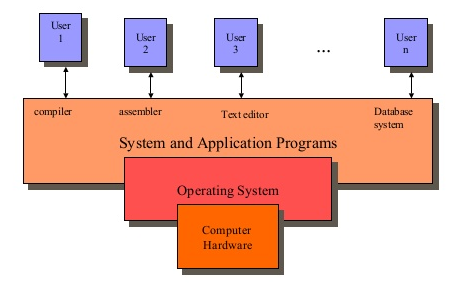 User
1
User
2
User
3
...
User
n
compiler
assembler
Text editor
Database
system
System and Application Programs
Operating System
Computer
Hardware